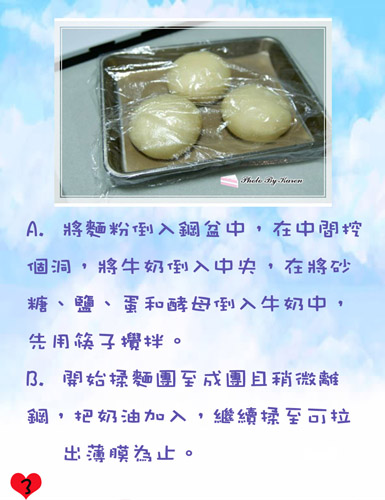 Photo By Karen
A. 將麵粉倒入鋼盆中，在中間挖
個洞，將牛奶倒入中央，在將砂
糖、鹽、蛋和酵母倒入牛奶中，
先用筷子攪拌。
B. 開始揉麵團至成團且稍微離
鋼，把奶油加入，繼續揉至可拉
出薄膜為止。
3